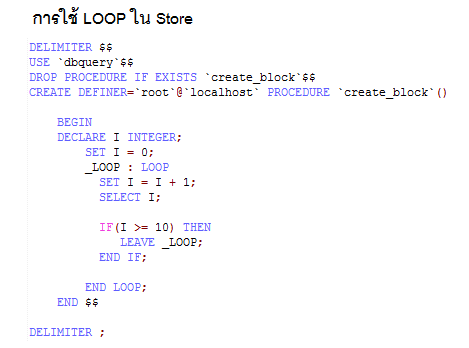 การใช้ LOOP ใน Store
DELIMITER $$
USE `dbquery`$$
DROP PROCEDURE IF EXISTS `create_block`$$
CREATE DEFINER=`root`@`localhost` PROCEDURE `create_block`()
BEGIN
DECLARE I INTEGER;
SET I = 0;
_LOOP : LOOP
SET I = I + 1;
SELECT I;
IF(I >= 10) THEN
LEAVE _LOOP;
END IF;
END LOOP;
END $$
DELIMITER ;